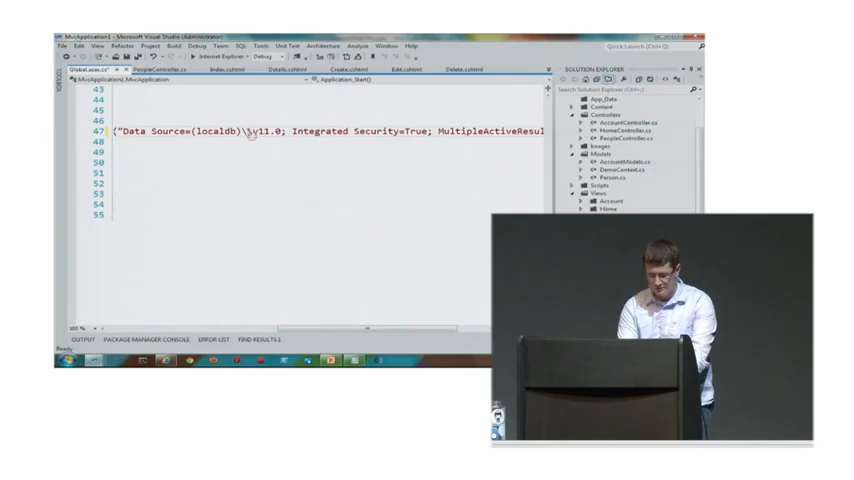 MvcApplication1 - Microsoft Visual Studio (Administrator)
Quick Launch (Ctrl+Q)
File Edit View Refactor Project Build Debug Team SQL Tools Unit Test Architecture Analyze Window Help
Internet Explorer Debug
Global.asax.cs* PeopleController.cs Index.cshtml Details.cshtml Create.cshtml Edit.cshtml Delete.cshtml
MvcApplication1.MvcApplication Application_Start()
TOOLBOX
43
44
45
46
47 ("Data Source=(localdb)\\v11.0; Integrated Security=True; MultipleActiveResul
48
49
50
51
52
53
54
55
100 %
OUTPUT PACKAGE MANAGER CONSOLE ERROR LIST FIND RESULTS 1
Ready
SOLUTION EXPLORER
Search Solution Explorer
App_Data
Content
Controllers
AccountController.cs
HomeController.cs
PeopleController.cs
Images
Models
AccountModels.cs
DemoContext.cs
Person.cs
Scripts
Views
Account
Home